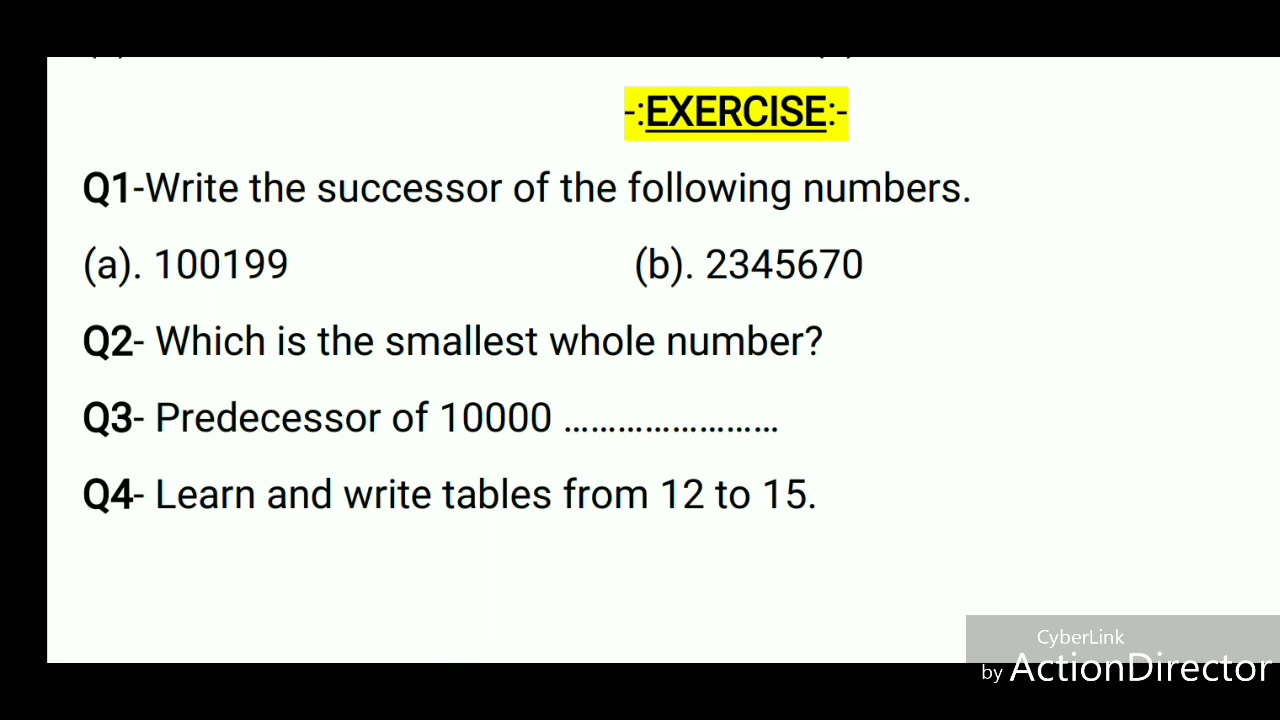 -:EXERCISE:-
Q1-Write the successor of the following numbers.
(a). 100199 (b). 2345670
Q2- Which is the smallest whole number?
Q3- Predecessor of 10000 ........................
Q4- Learn and write tables from 12 to 15.
CyberLink
by ActionDirector